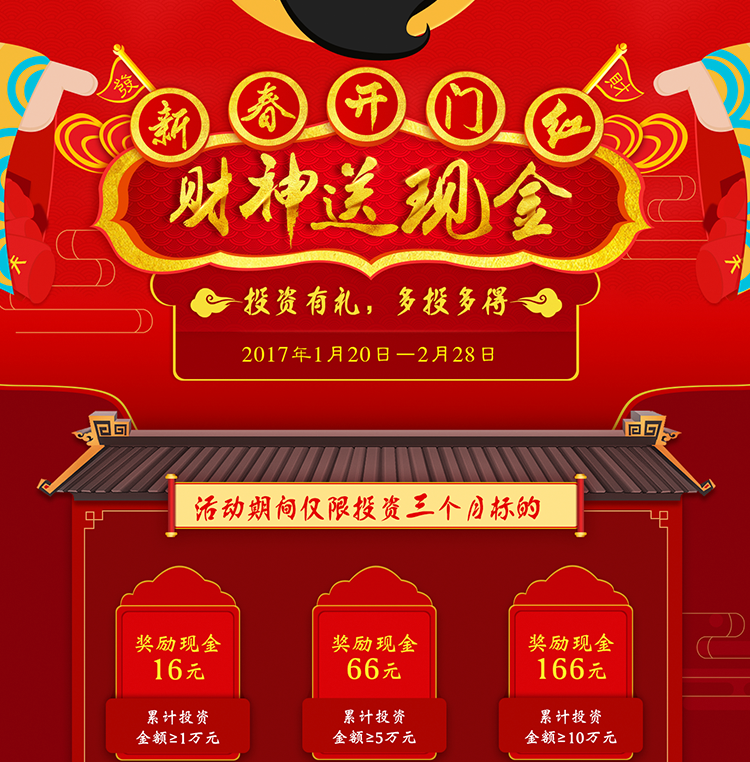 發
財
新春开门红
财神送现金
投资有礼，多投多得
2017年1月20日—2月28日
活动期间仅限投资三个月标的
奖励现金
16元
累计投资
金额≥1万元
奖励现金
66元
累计投资
金额≥5万元
奖励现金
166元
累计投资
金额≥10万元